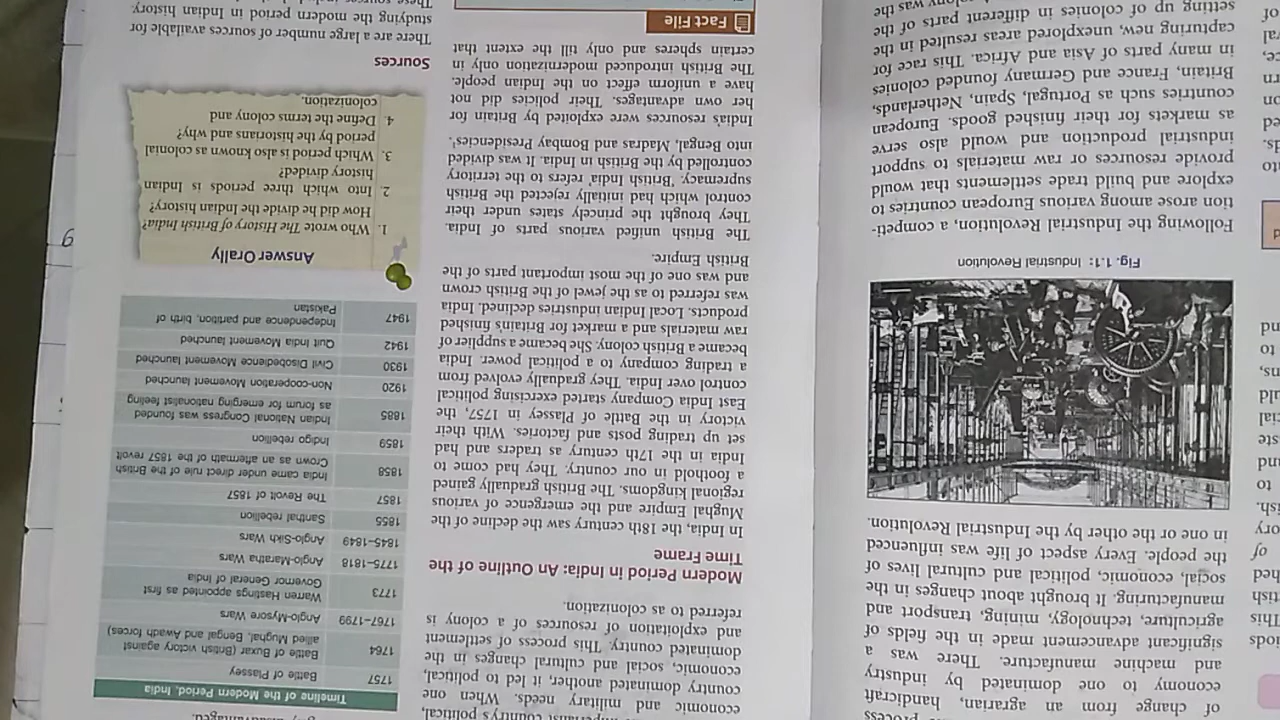 process
of change from an agrarian, handicraft
economy to one dominated by industry
and machine manufacture. There was a
significant advancement made in the fields of
agriculture, technology, mining, transport and
manufacturing. It brought about changes in the
social, economic, political and cultural lives of
the people. Every aspect of life was influenced
in one or the other by the Industrial Revolution.
Fig. 1.1: Industrial Revolution
Following the Industrial Revolution, a competi-
tion arose among various European countries to
explore and build trade settlements that would
provide resources or raw materials to support
industrial production and would also serve
as markets for their finished goods. European
countries such as Portugal, Spain, Netherlands,
Britain, France and Germany founded colonies
in many parts of Asia and Africa. This race for
capturing new, unexplored areas resulted in the
setting up of colonies in different parts of the
colony was the
country's political,
economic and military needs. When one
country dominated another, it led to political,
economic, social and cultural changes in the
dominated country. This process of settlement
and exploitation of resources of a colony is
referred to as colonization.
Modern Period in India: An Outline of the
Time Frame
In India, the 18th century saw the decline of the
Mughal Empire and the emergence of various
regional kingdoms. The British gradually gained
a foothold in our country. They had come to
India in the 17th century as traders and had
set up trading posts and factories. With their
victory in the Battle of Plassey in 1757, the
East India Company started exercising political
control over India. They gradually evolved from
a trading company to a political power. India
became a British colony. She became a supplier of
raw materials and a market for Britain's finished
products. Local Indian industries declined. India
was referred to as the jewel of the British crown
and was one of the most important parts of the
British Empire.
The British unified various parts of India.
They brought the princely states under their
control which had initially rejected the British
supremacy. 'British India' refers to the territory
controlled by the British in India. It was divided
into Bengal, Madras and Bombay Presidencies'.
India's resources were exploited by Britain for
her own advantages. Their policies did not
have a uniform effect on the Indian people.
The British introduced modernization only in
certain spheres and only till the extent that
Fact File
Timeline of the Modern Period, India
1757 Battle of Plassey
1764 Battle of Buxar (British victory against
allied Mughal, Bengal and Awadh forces)
1767–1799 Anglo-Mysore Wars
1773 Warren Hastings appointed as first
Governor General of India
1775–1818 Anglo-Maratha Wars
1845–1849 Anglo-Sikh Wars
1855 Santhal rebellion
1857 The Revolt of 1857
1858 India came under direct rule of the British
Crown as an aftermath of the 1857 revolt
1859 Indigo rebellion
1885 Indian National Congress was founded
as forum for emerging nationalist feeling
1920 Non-cooperation Movement launched
1930 Civil Disobedience Movement launched
1942 Quit India Movement launched
1947 Independence and partition, birth of
Pakistan
Answer Orally
1. Who wrote The History of British India?
How did he divide the Indian history?
2. Into which three periods is Indian
history divided?
3. Which period is also known as colonial
period by the historians and why?
4. Define the terms colony and
colonization.
Sources
There are a large number of sources available for
studying the modern period in Indian history.